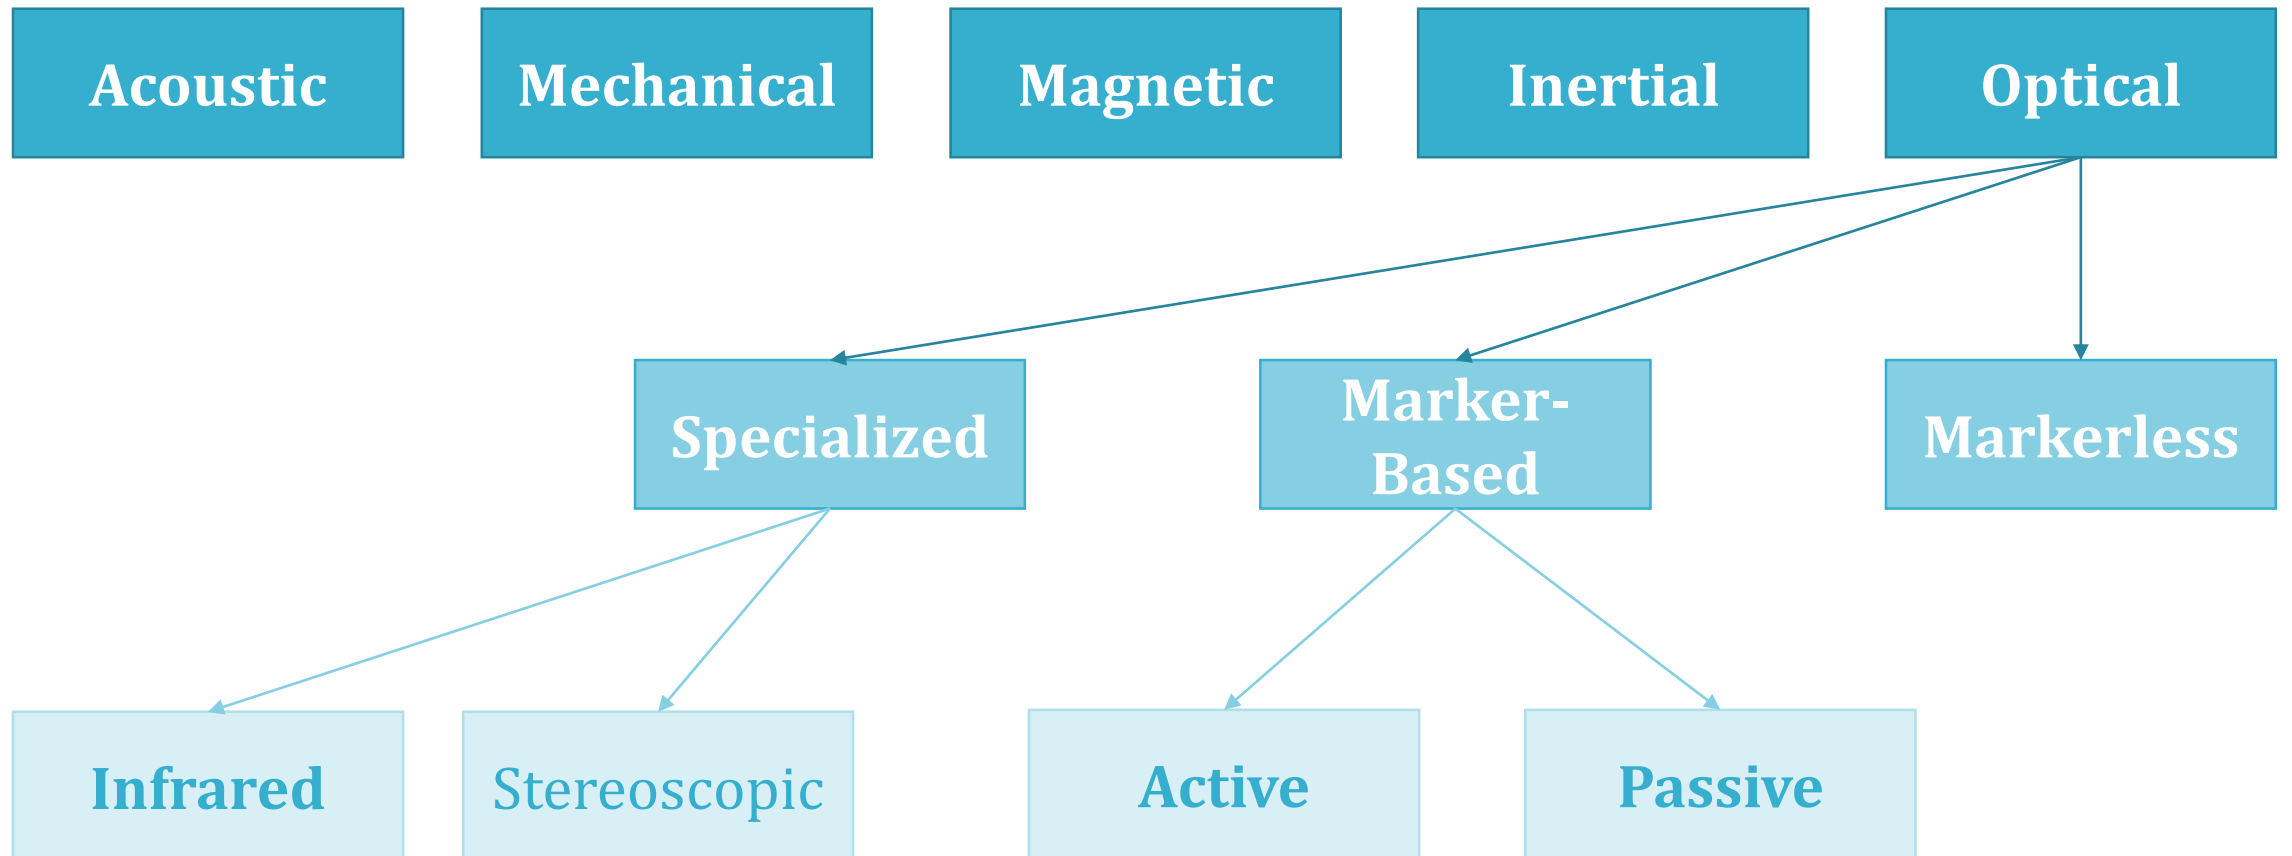 Acoustic
Mechanical
Magnetic
Inertial
Optical
Specialized
Marker-
Based
Markerless
Infrared
Stereoscopic
Active
Passive